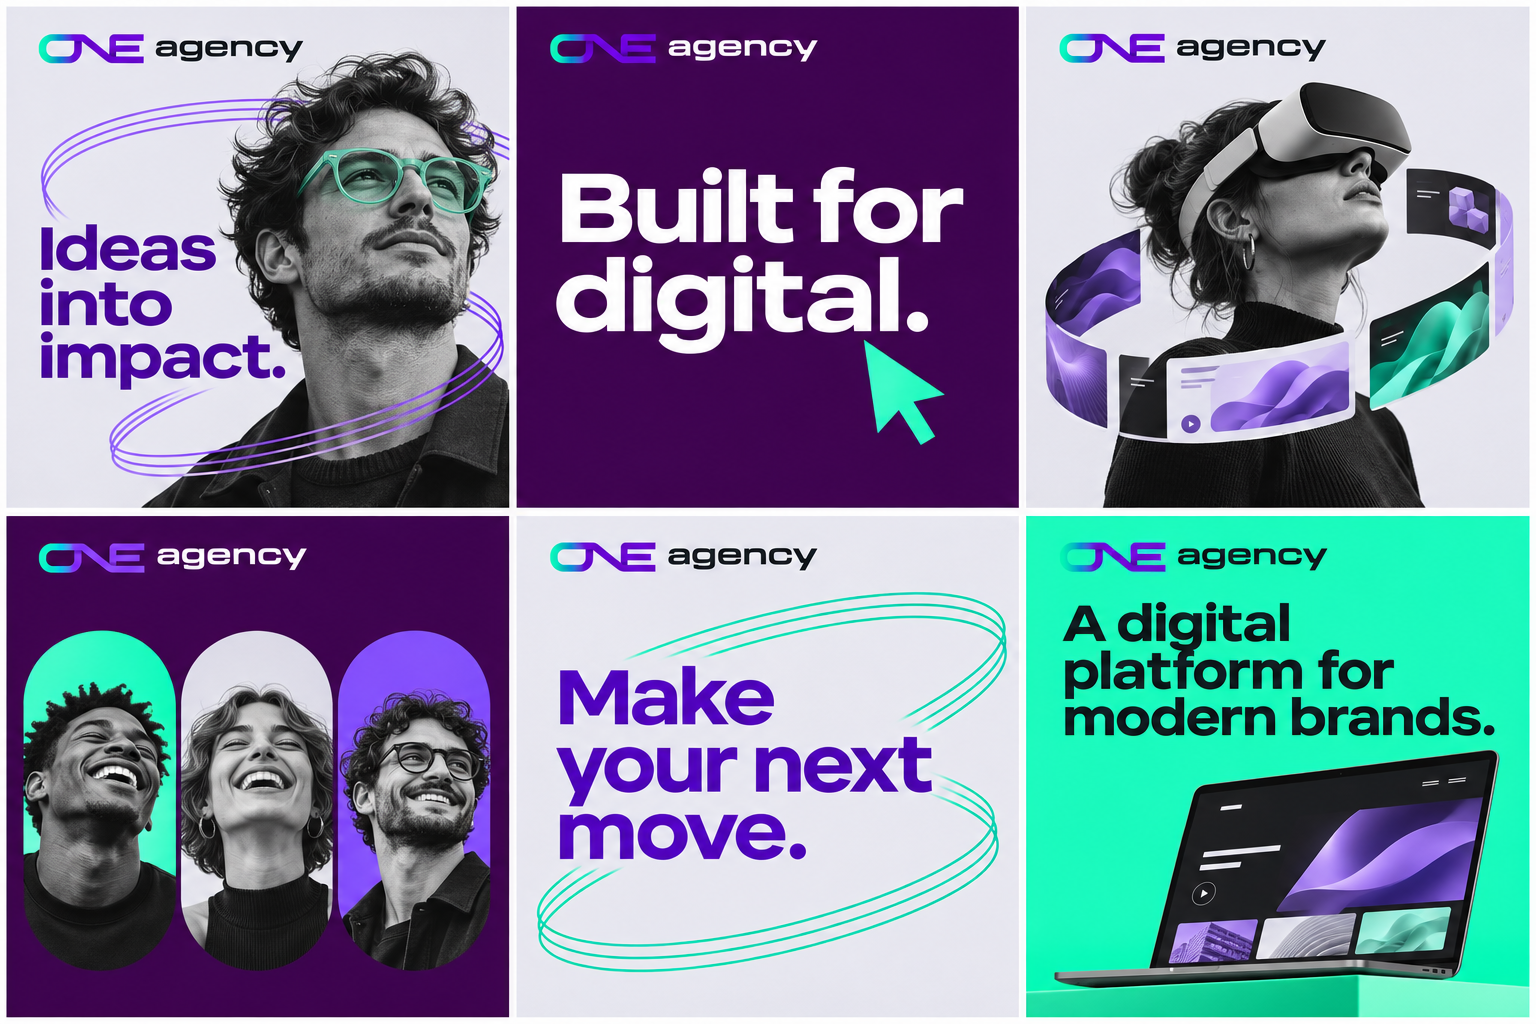 ONE agency
Ideas
into
impact.
ONE agency
Built for
digital.
ONE agency
ONE agency
ONE agency
Make
your next
move.
ONE agency
A digital
platform for
modern brands.